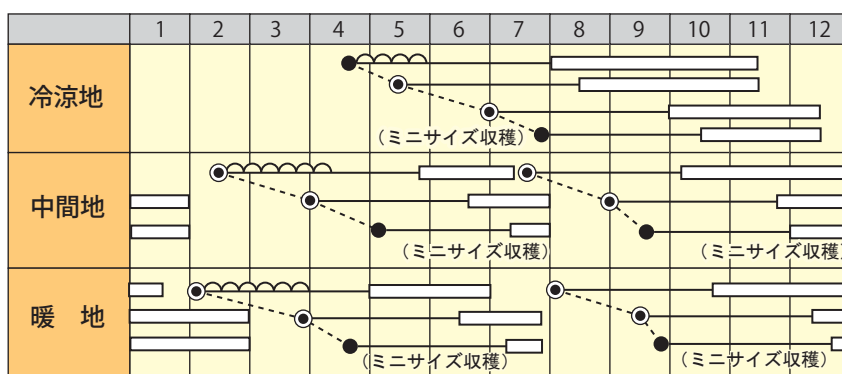 1 2 3 4 5 6 7 8 9 10 11 12
冷涼地
（ミニサイズ収穫）
中間地
（ミニサイズ収穫） （ミニサイズ収穫）
暖 地
（ミニサイズ収穫） （ミニサイズ収穫）